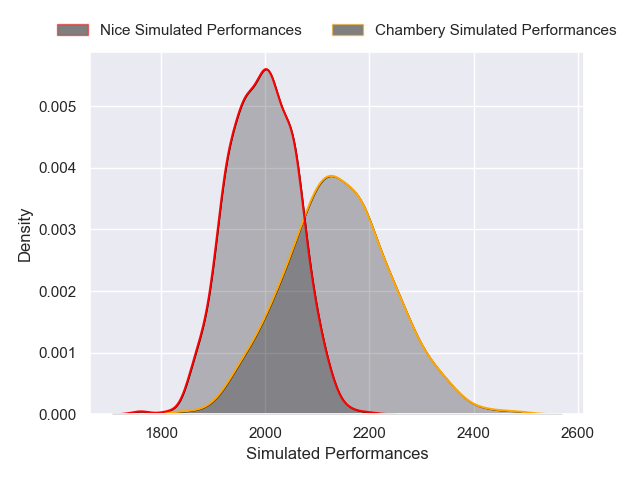 Nice Simulated Performances Chambery Simulated Performances
0.005
0.004
0.003
0.002
0.001
0.000
Density
1800 2000 2200 2400 2600
Simulated Performances